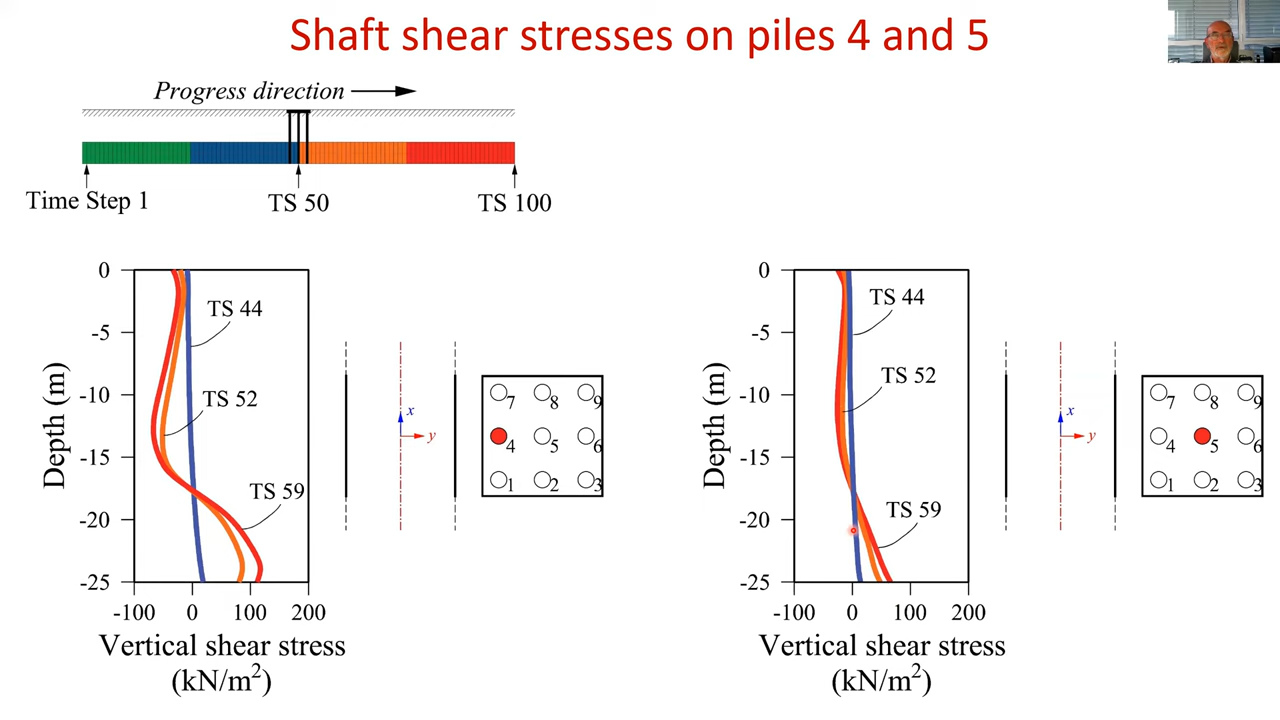 Shaft shear stresses on piles 4 and 5
Progress direction
Time Step 1
TS 50
TS 100
0
-5
-10
-15
-20
-25
Depth (m)
TS 44
TS 52
TS 59
-100 0 100 200
Vertical shear stress
(kN/m²)
x
y
7 8 9
4 5 6
1 2 3
0
-5
-10
-15
-20
-25
Depth (m)
TS 44
TS 52
TS 59
-100 0 100 200
Vertical shear stress
(kN/m²)
x
y
7 8 9
4 5 6
1 2 3